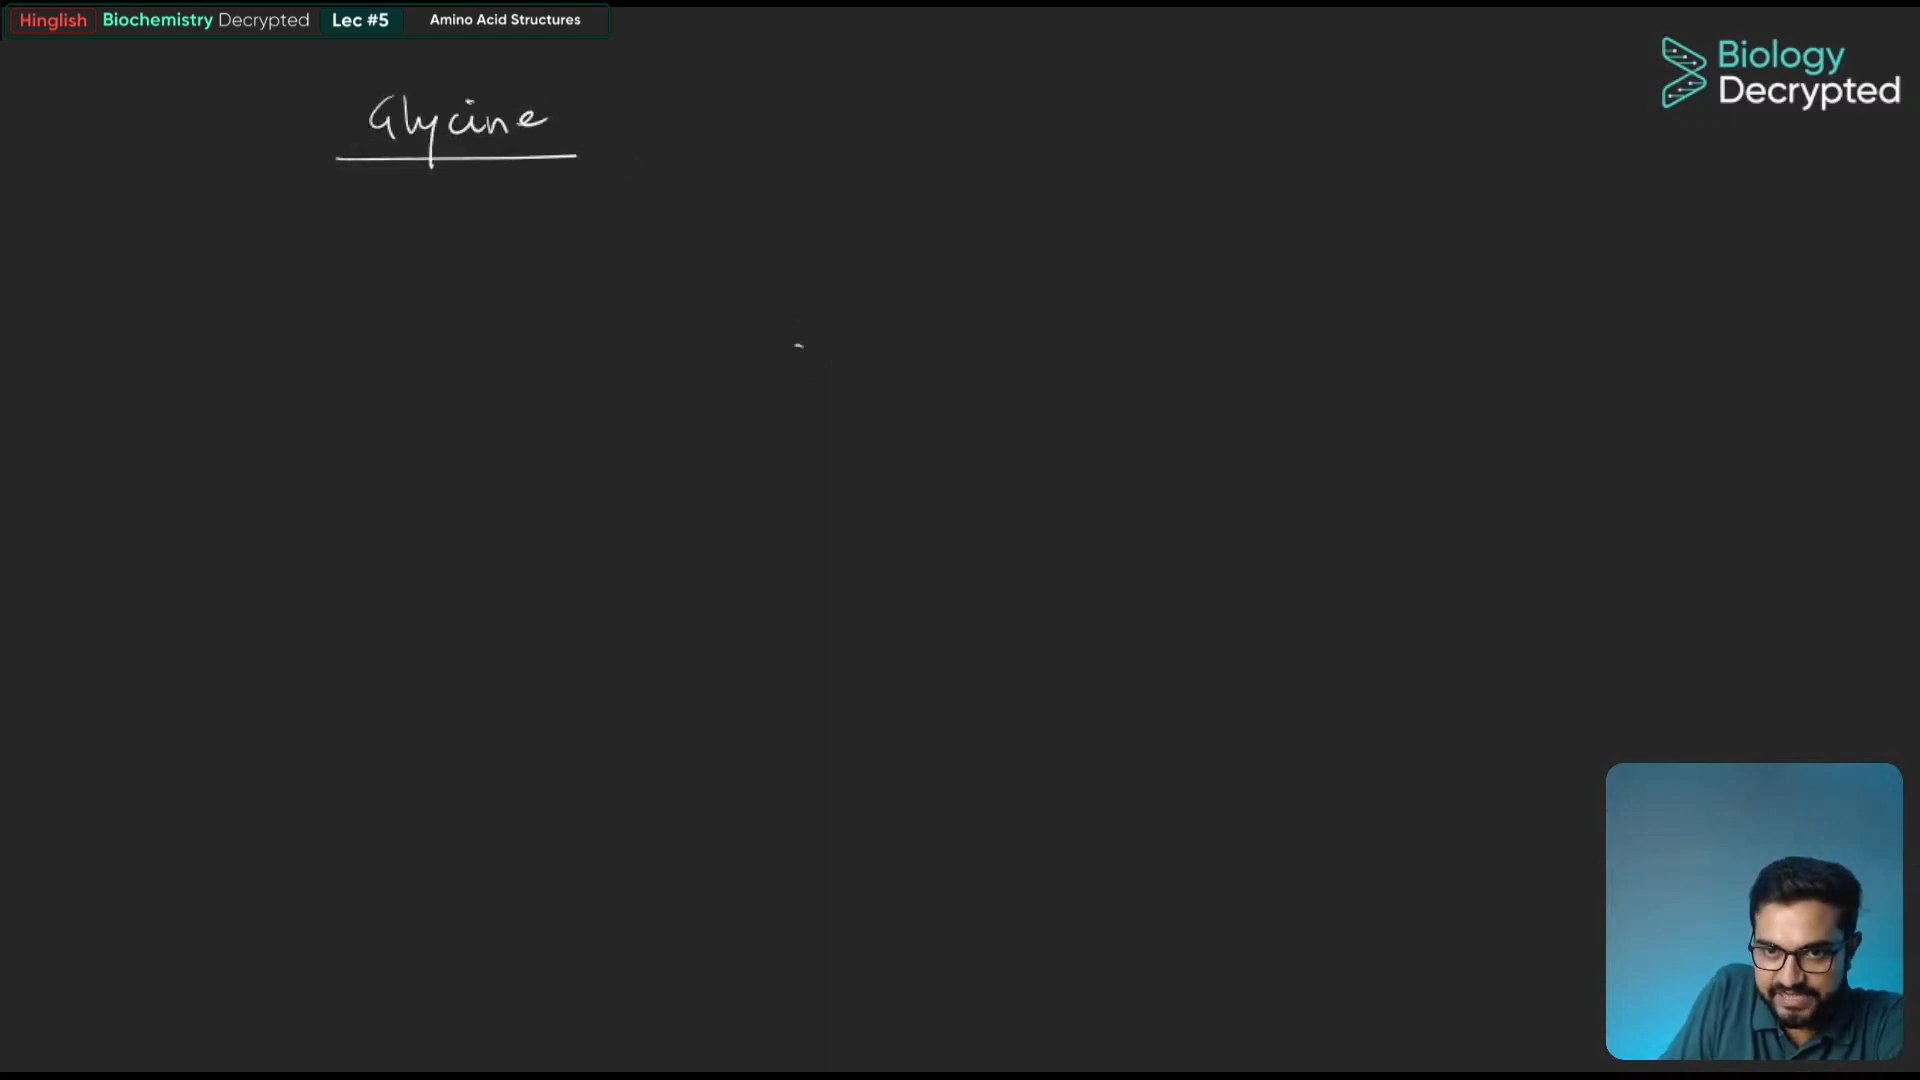 Hinglish Biochemistry Decrypted Lec #5 Amino Acid Structures
Biology
Decrypted
Glycine